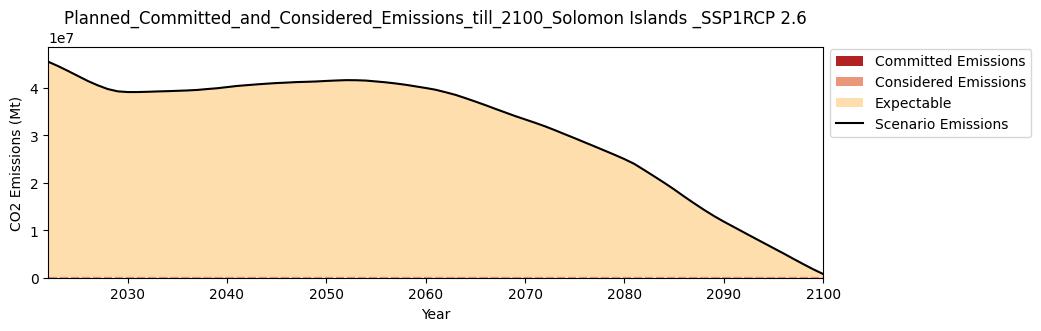 Planned_Committed_and_Considered_Emissions_till_2100_Solomon Islands _SSP1RCP 2.6
1e7
CO2 Emissions (Mt)
4
3
2
1
0
2030 2040 2050 2060 2070 2080 2090 2100
Year
Committed Emissions
Considered Emissions
Expectable
Scenario Emissions